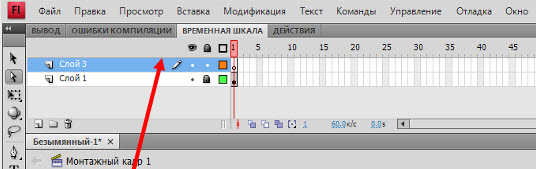 Fl Файл Правка Просмотр Вставка Модификация Текст Команды Управление Отладка Окно
ВЫВОД ОШИБКИ КОМПИЛЯЦИИ ВРЕМЕННАЯ ШКАЛА ДЕЙСТВИЯ
1 5 10 15 20 25 30 35 40 45
Слой 3
Слой 1
1 60.0к/с 0.0s
Безымянный-1* ×
Монтажный кадр 1